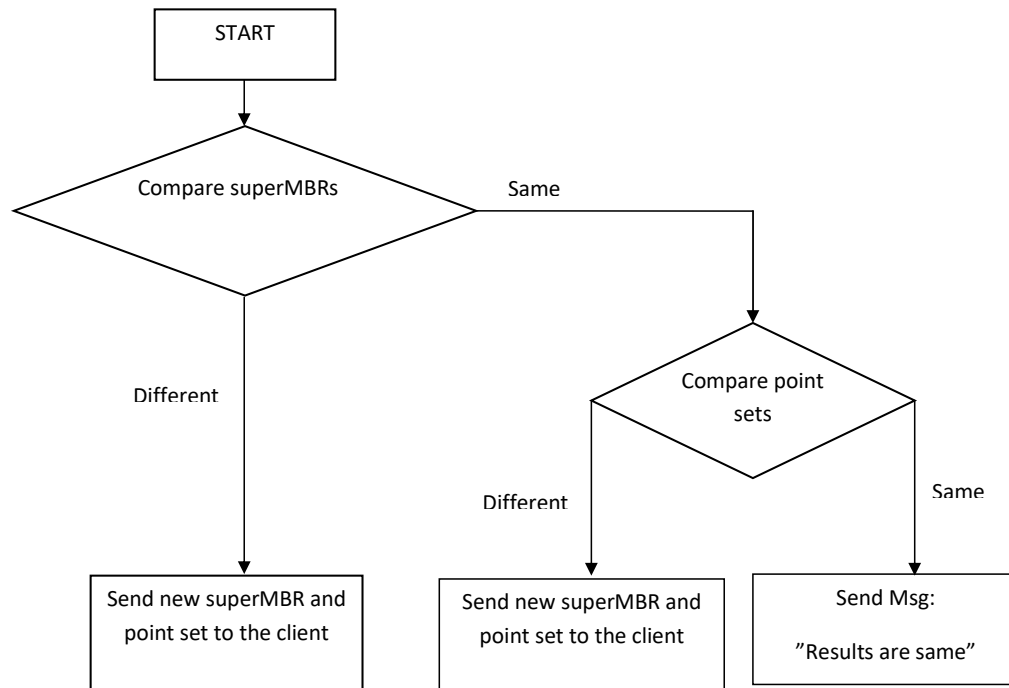 START
Compare superMBRs
Same
Compare point
sets
Different
Different
Same
Send new superMBR and
point set to the client
Send new superMBR and
point set to the client
Send Msg:
”Results are same”